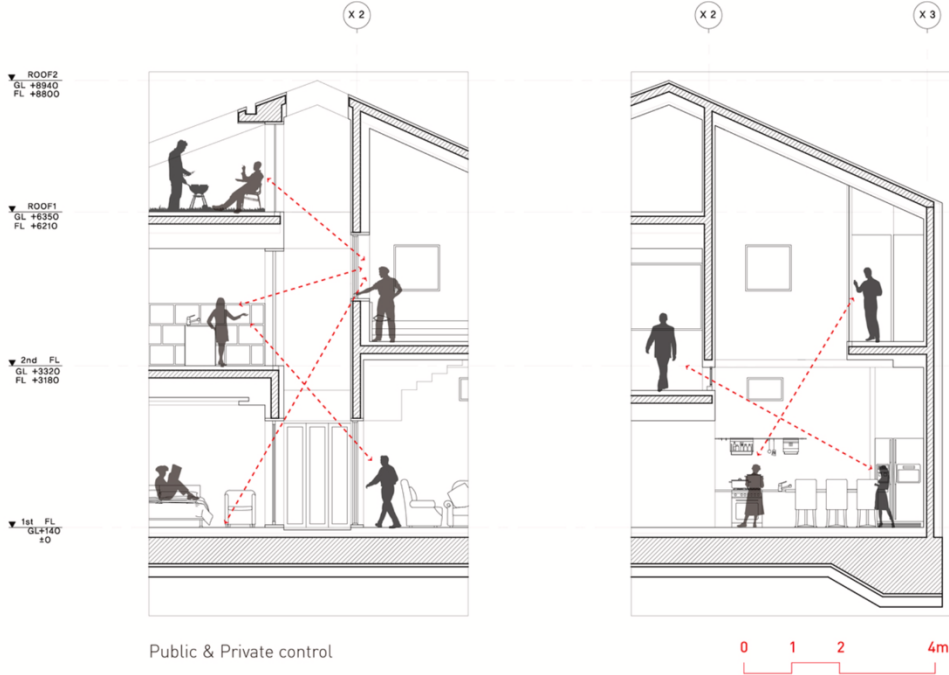 X 2
X 2
X 3
ROOF2
GL +8940
FL +8800
ROOF1
GL +6350
FL +6210
2nd FL
GL +3320
FL +3180
1st FL
GL+140
±0
Public & Private control
0 1 2 4m